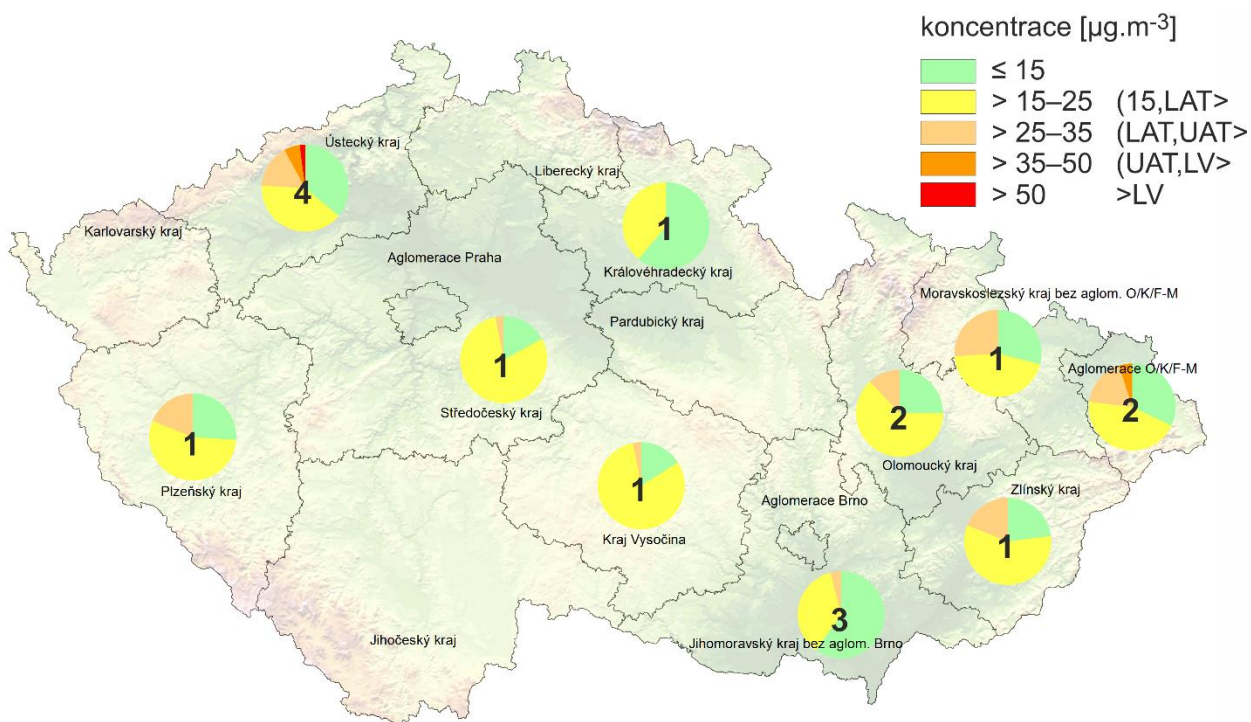 koncentrace [µg.m-3]
≤ 15
> 15–25 (15,LAT>
> 25–35 (LAT,UAT>
> 35–50 (UAT,LV>
> 50 >LV
Ústecký kraj
4
Liberecký kraj
1
Karlovarský kraj
Aglomerace Praha
Královéhradecký kraj
Moravskoslezský kraj bez aglom. O/K/F-M
Pardubický kraj
1
1
Aglomerace O/K/F-M
2
Středočeský kraj
2
1
Plzeňský kraj
Olomoucký kraj
1
Aglomerace Brno
Zlínský kraj
Kraj Vysočina
1
3
Jihočeský kraj
Jihomoravský kraj bez aglom. Brno